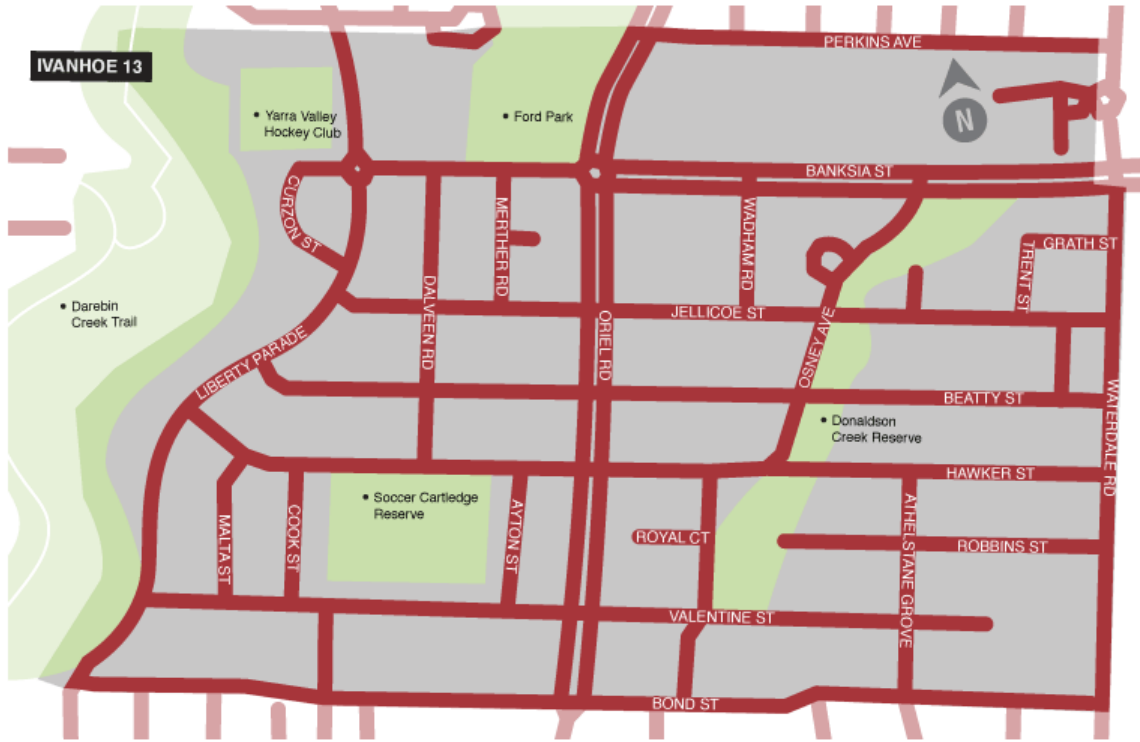 PERKINS AVE
IVANHOE 13
Yarra Valley
Hockey Club
Ford Park
N
BANKSIA ST
CURZON ST
MERTHER RD
WADHAM RD
GRATH ST
TRENT ST
DALVEEN RD
Darebin
Creek Trail
JELLICOE ST
ORIEL RD
OSNEY AVE
LIBERTY PARADE
WATERDALE RD
BEATTY ST
Donaldson
Creek Reserve
HAWKER ST
Soccer Cartledge
Reserve
MALTA ST
COOK ST
AYTON ST
ROYAL CT
ATHELSTANE GROVE
ROBBINS ST
VALENTINE ST
BOND ST